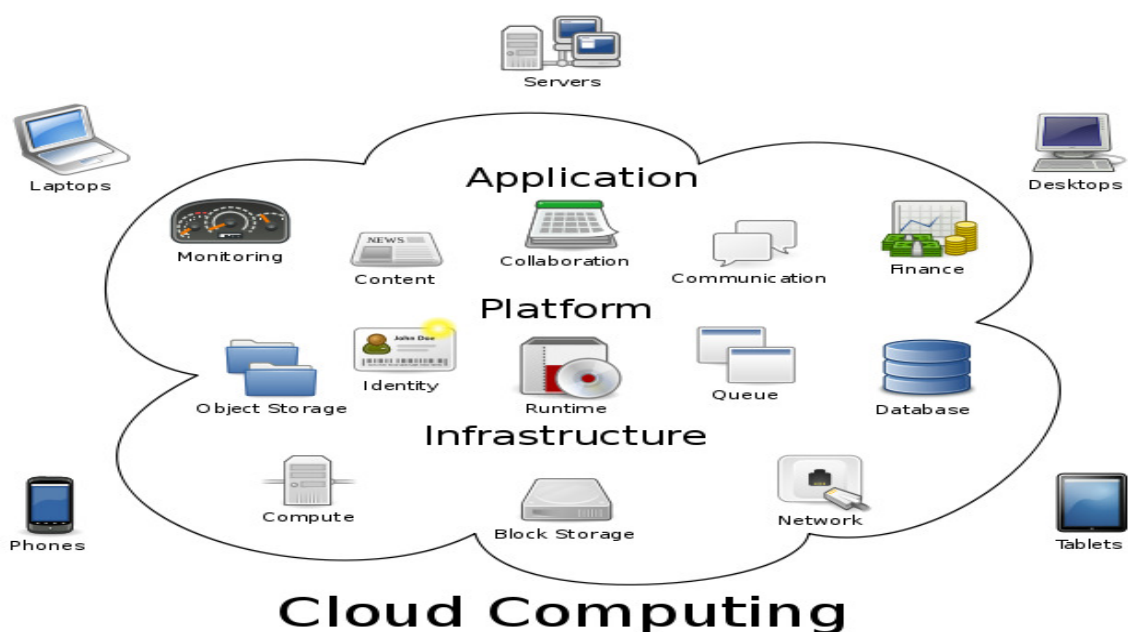 Servers
Laptops
Desktops
Application
Monitoring
NEWS
Content
Collaboration
Communication
Finance
Platform
Object Storage
John Doe
Identity
Runtime
Queue
Database
Infrastructure
Compute
Block Storage
Network
Phones
Tablets
Cloud Computing